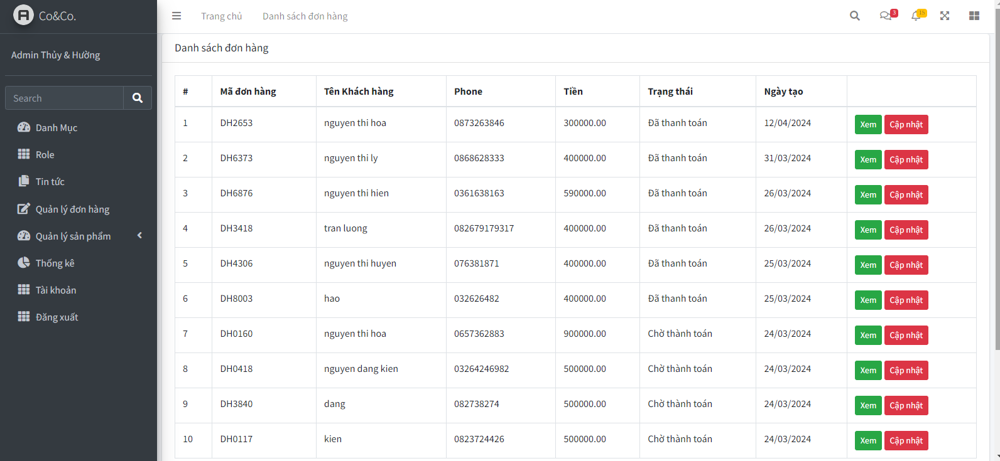 Co&Co.
Trang chủ
Danh sách đơn hàng
3
15
Admin Thủy & Hường
Search
Danh Mục
Role
Tin tức
Quản lý đơn hàng
Quản lý sản phẩm
Thống kê
Tài khoản
Đăng xuất
Danh sách đơn hàng
# Mã đơn hàng Tên Khách hàng Phone Tiền Trạng thái Ngày tạo
1 DH2653 nguyen thi hoa 0873263846 300000.00 Đã thanh toán 12/04/2024 Xem Cập nhật
2 DH6373 nguyen thi ly 0868628333 400000.00 Đã thanh toán 31/03/2024 Xem Cập nhật
3 DH6876 nguyen thi hien 0361638163 590000.00 Đã thanh toán 26/03/2024 Xem Cập nhật
4 DH3418 tran luong 082679179317 400000.00 Đã thanh toán 26/03/2024 Xem Cập nhật
5 DH4306 nguyen thi huyen 076381871 400000.00 Đã thanh toán 25/03/2024 Xem Cập nhật
6 DH8003 hao 032626482 400000.00 Đã thanh toán 25/03/2024 Xem Cập nhật
7 DH0160 nguyen thi hoa 0657362883 900000.00 Chờ thành toán 24/03/2024 Xem Cập nhật
8 DH0418 nguyen dang kien 03264246982 500000.00 Chờ thành toán 24/03/2024 Xem Cập nhật
9 DH3840 dang 082738274 500000.00 Chờ thành toán 24/03/2024 Xem Cập nhật
10 DH0117 kien 0823724426 500000.00 Chờ thành toán 24/03/2024 Xem Cập nhật